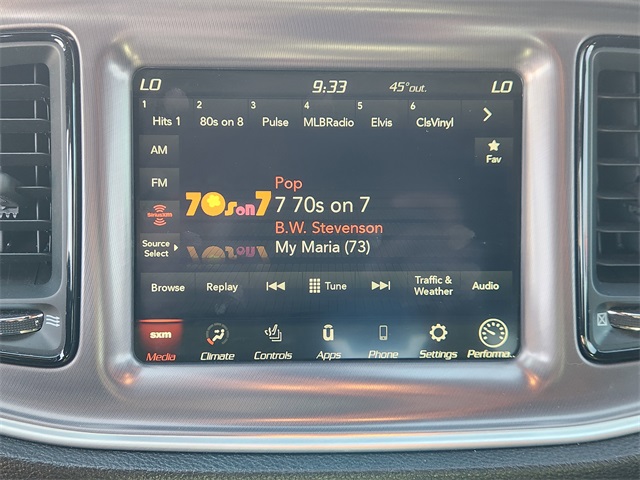 LO 9:33 45°out. LO
1 2 3 4 5 6
Hits 1 80s on 8 Pulse MLBRadio Elvis ClsVinyl
AM
Fav
FM
Pop
70s on 7 7 70s on 7
SiriusXM
B.W. Stevenson
Source Select
My Maria (73)
Browse Replay Tune Traffic & Weather Audio
sxm
Media Climate Controls Apps Phone Settings Performa..